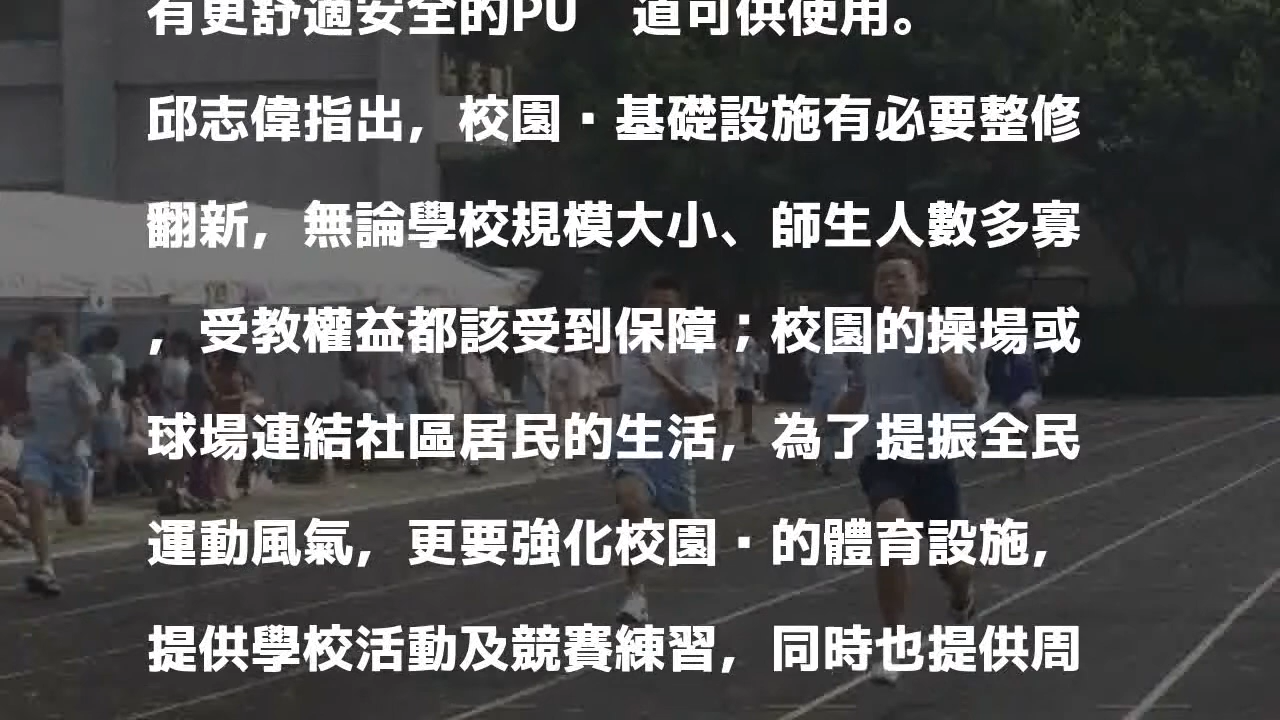 有更舒適安全的PU　道可供使用。
邱志偉指出，校園▪基礎設施有必要整修
翻新，無論學校規模大小、師生人數多寡
，受教權益都該受到保障；校園的操場或
球場連結社區居民的生活，為了提振全民
運動風氣，更要強化校園▪的體育設施，
提供學校活動及競賽練習，同時也提供周